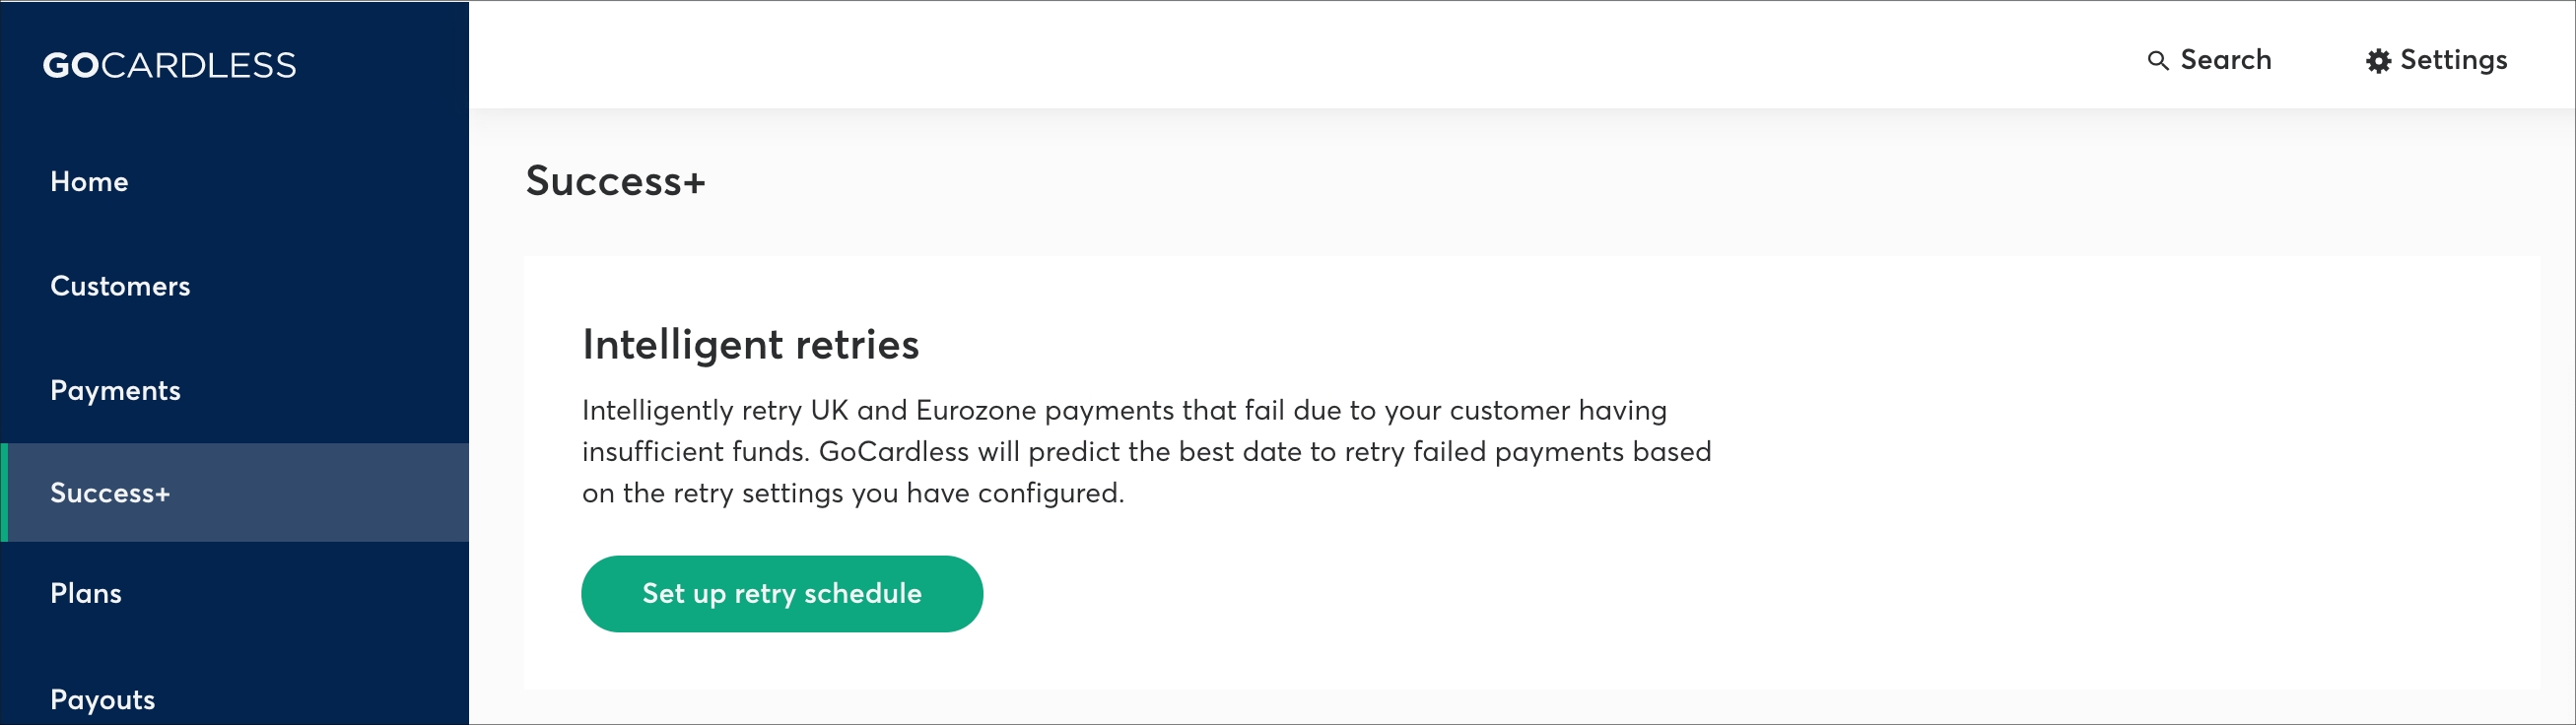 GOCARDLESS
Search
Settings
Home
Customers
Payments
Success+
Plans
Payouts
Success+
Intelligent retries
Intelligently retry UK and Eurozone payments that fail due to your customer having
insufficient funds. GoCardless will predict the best date to retry failed payments based
on the retry settings you have configured.
Set up retry schedule